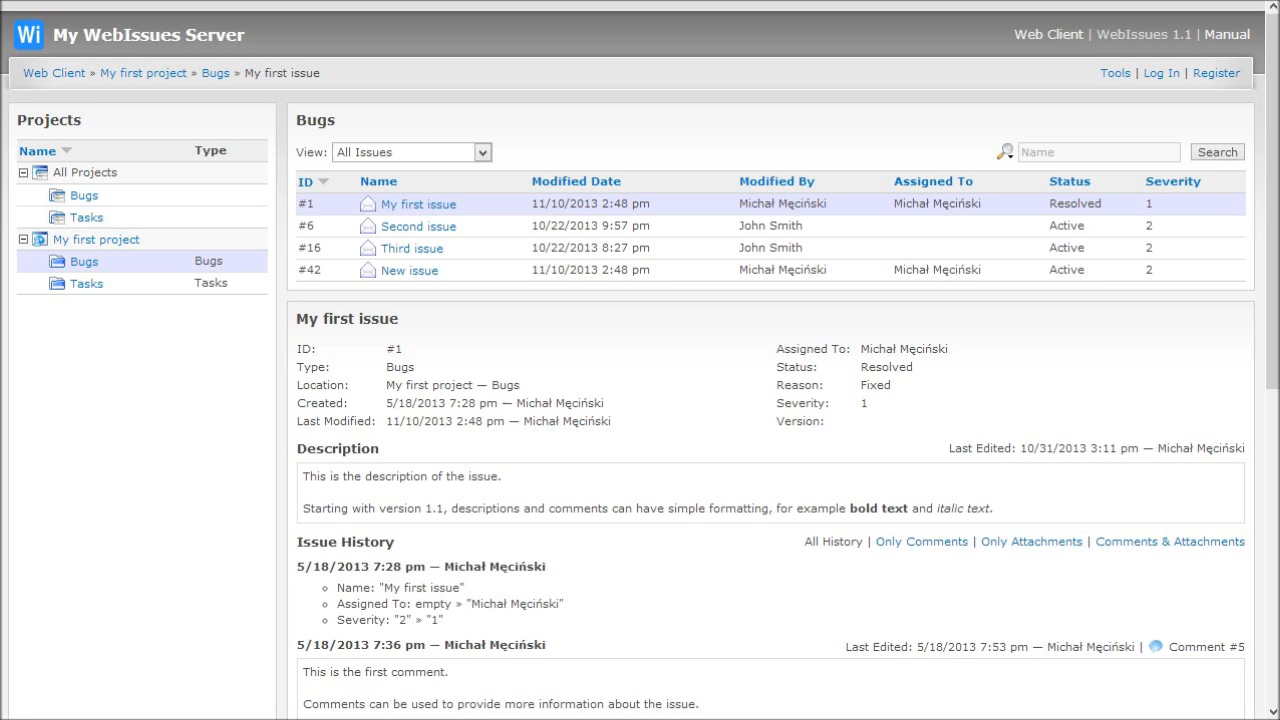 Wi My WebIssues Server
Web Client | WebIssues 1.1 | Manual
Web Client » My first project » Bugs » My first issue
Tools | Log In | Register
Projects
Name Type
All Projects
Bugs
Tasks
My first project
Bugs Bugs
Tasks Tasks
Bugs
View: All Issues Name Search
ID Name Modified Date Modified By Assigned To Status Severity
#1 My first issue 11/10/2013 2:48 pm Michał Męciński Michał Męciński Resolved 1
#6 Second issue 10/22/2013 9:57 pm John Smith Active 2
#16 Third issue 10/22/2013 8:27 pm John Smith Active 2
#42 New issue 11/10/2013 2:48 pm Michał Męciński Michał Męciński Active 2
My first issue
ID: #1 Assigned To: Michał Męciński
Type: Bugs Status: Resolved
Location: My first project — Bugs Reason: Fixed
Created: 5/18/2013 7:28 pm — Michał Męciński Severity: 1
Last Modified: 11/10/2013 2:48 pm — Michał Męciński Version:
Description Last Edited: 10/31/2013 3:11 pm — Michał Męciński
This is the description of the issue.
Starting with version 1.1, descriptions and comments can have simple formatting, for example bold text and italic text.
Issue History All History | Only Comments | Only Attachments | Comments & Attachments
5/18/2013 7:28 pm — Michał Męciński
Name: "My first issue"
Assigned To: empty » "Michał Męciński"
Severity: "2" » "1"
5/18/2013 7:36 pm — Michał Męciński Last Edited: 5/18/2013 7:53 pm — Michał Męciński | Comment #5
This is the first comment.
Comments can be used to provide more information about the issue.